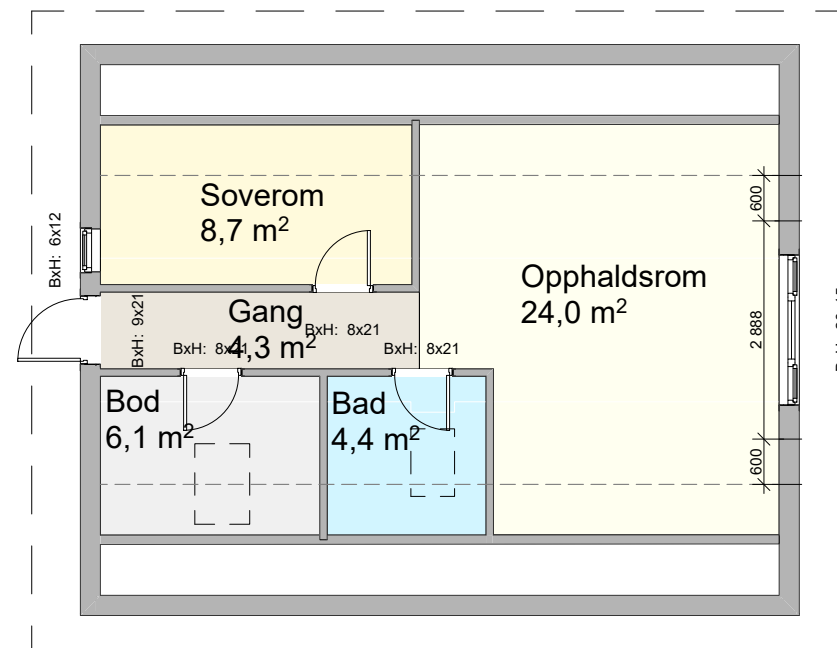 Soverom
8,7 m²
600
BxH: 6x12
Opphaldsrom
24,0 m²
Gang
4,3 m²
BxH: 9x21
BxH: 8x21
BxH: 8x21
BxH: 8x21
2 888
Bod
6,1 m²
Bad
4,4 m²
600